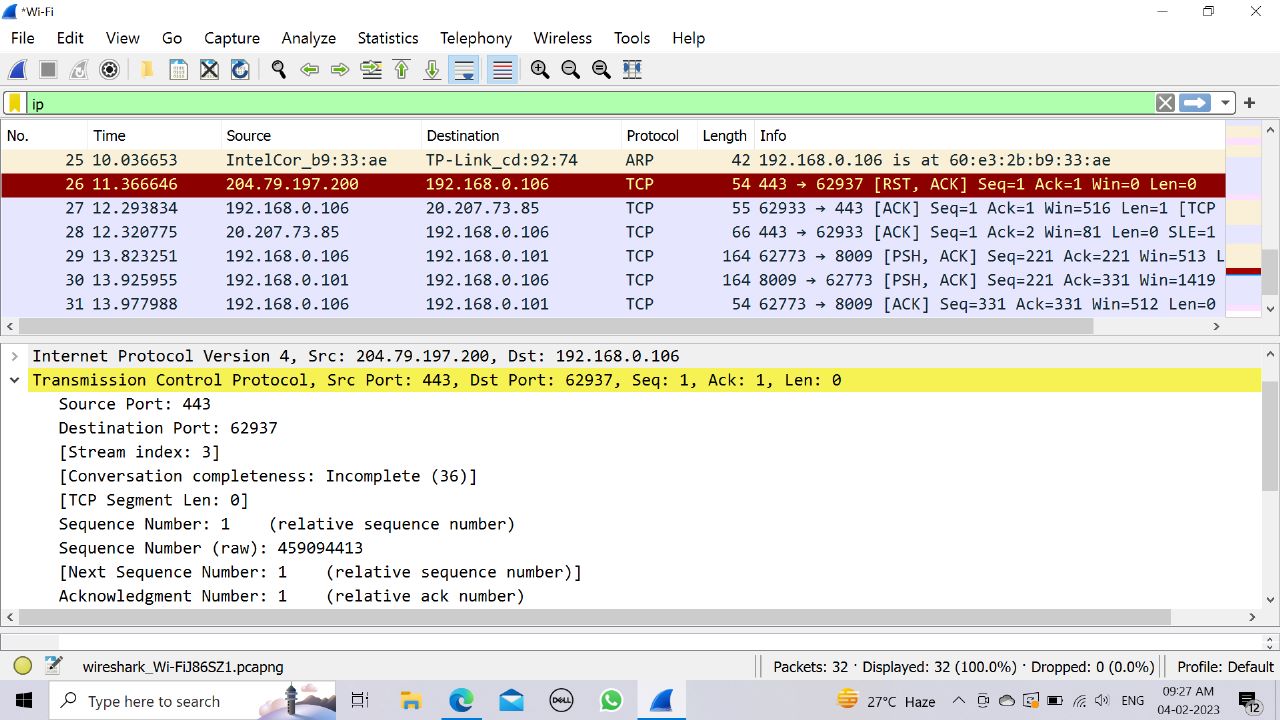 *Wi-Fi
File Edit View Go Capture Analyze Statistics Telephony Wireless Tools Help
ip
No. Time Source Destination Protocol Length Info
25 10.036653 IntelCor_b9:33:ae TP-Link_cd:92:74 ARP 42 192.168.0.106 is at 60:e3:2b:b9:33:ae
26 11.366646 204.79.197.200 192.168.0.106 TCP 54 443 → 62937 [RST, ACK] Seq=1 Ack=1 Win=0 Len=0
27 12.293834 192.168.0.106 20.207.73.85 TCP 55 62933 → 443 [ACK] Seq=1 Ack=1 Win=516 Len=1 [TCP
28 12.320775 20.207.73.85 192.168.0.106 TCP 66 443 → 62933 [ACK] Seq=1 Ack=2 Win=81 Len=0 SLE=1
29 13.823251 192.168.0.106 192.168.0.101 TCP 164 62773 → 8009 [PSH, ACK] Seq=221 Ack=221 Win=513 L
30 13.925955 192.168.0.101 192.168.0.106 TCP 164 8009 → 62773 [PSH, ACK] Seq=221 Ack=331 Win=1419
31 13.977988 192.168.0.106 192.168.0.101 TCP 54 62773 → 8009 [ACK] Seq=331 Ack=331 Win=512 Len=0
Internet Protocol Version 4, Src: 204.79.197.200, Dst: 192.168.0.106
Transmission Control Protocol, Src Port: 443, Dst Port: 62937, Seq: 1, Ack: 1, Len: 0
Source Port: 443
Destination Port: 62937
[Stream index: 3]
[Conversation completeness: Incomplete (36)]
[TCP Segment Len: 0]
Sequence Number: 1 (relative sequence number)
Sequence Number (raw): 459094413
[Next Sequence Number: 1 (relative sequence number)]
Acknowledgment Number: 1 (relative ack number)
wireshark_Wi-FiJ86SZ1.pcapng Packets: 32 · Displayed: 32 (100.0%) · Dropped: 0 (0.0%) Profile: Default
Type here to search DELL 27°C Haze ENG 09:27 AM
04-02-2023 12